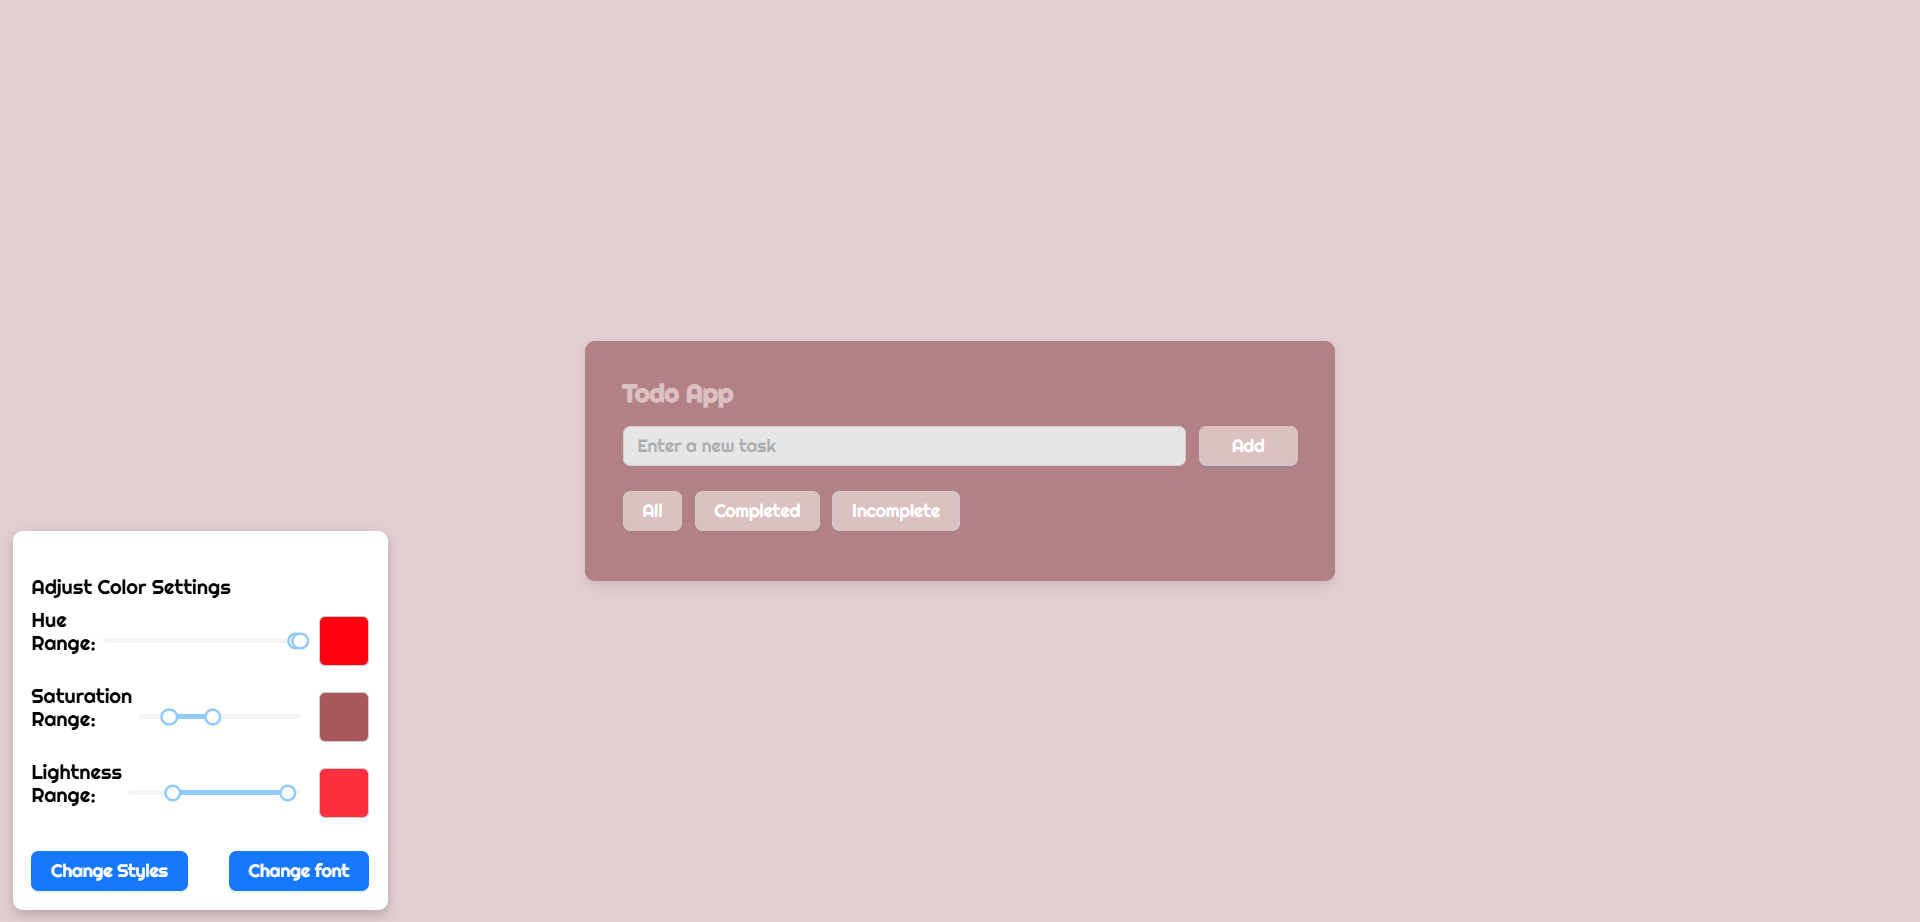 Todo App
Enter a new task
Add
All
Completed
Incomplete
Adjust Color Settings
Hue
Range:
Saturation
Range:
Lightness
Range:
Change Styles
Change font